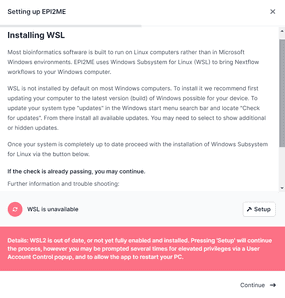 Setting up EPI2ME
Installing WSL
Most bioinformatics software is built to run on Linux computers rather than in Microsoft
Windows environments. EPI2ME uses Windows Subsystem for Linux (WSL) to bring Nextflow
workflows to your Windows computer.
WSL is not installed by default on most Windows computers. To install it we recommend first
updating your computer to the latest version (build) of Windows possible for your device. To
update your system type "updates" in the Windows start menu search bar and locate "Check
for updates". From there install all available updates. You may need to select to show additional
or hidden updates.
Once your system is completely up to date proceed with the installation of Windows Subsystem
for Linux via the button below.
If the check is already passing, you may continue.
Further information and trouble shooting:
WSL is unavailable
Setup
Details: WSL2 is out of date, or not yet fully enabled and installed. Pressing 'Setup' will continue
the process, however you may be prompted several times for elevated privileges via a User
Account Control popup, and to allow the app to restart your PC.
Continue